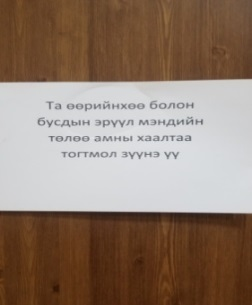 Та өөрийнхөө болон
бусдын эрүүл мэндийн
төлөө амны хаалтаа
тогтмол зүүнэ үү